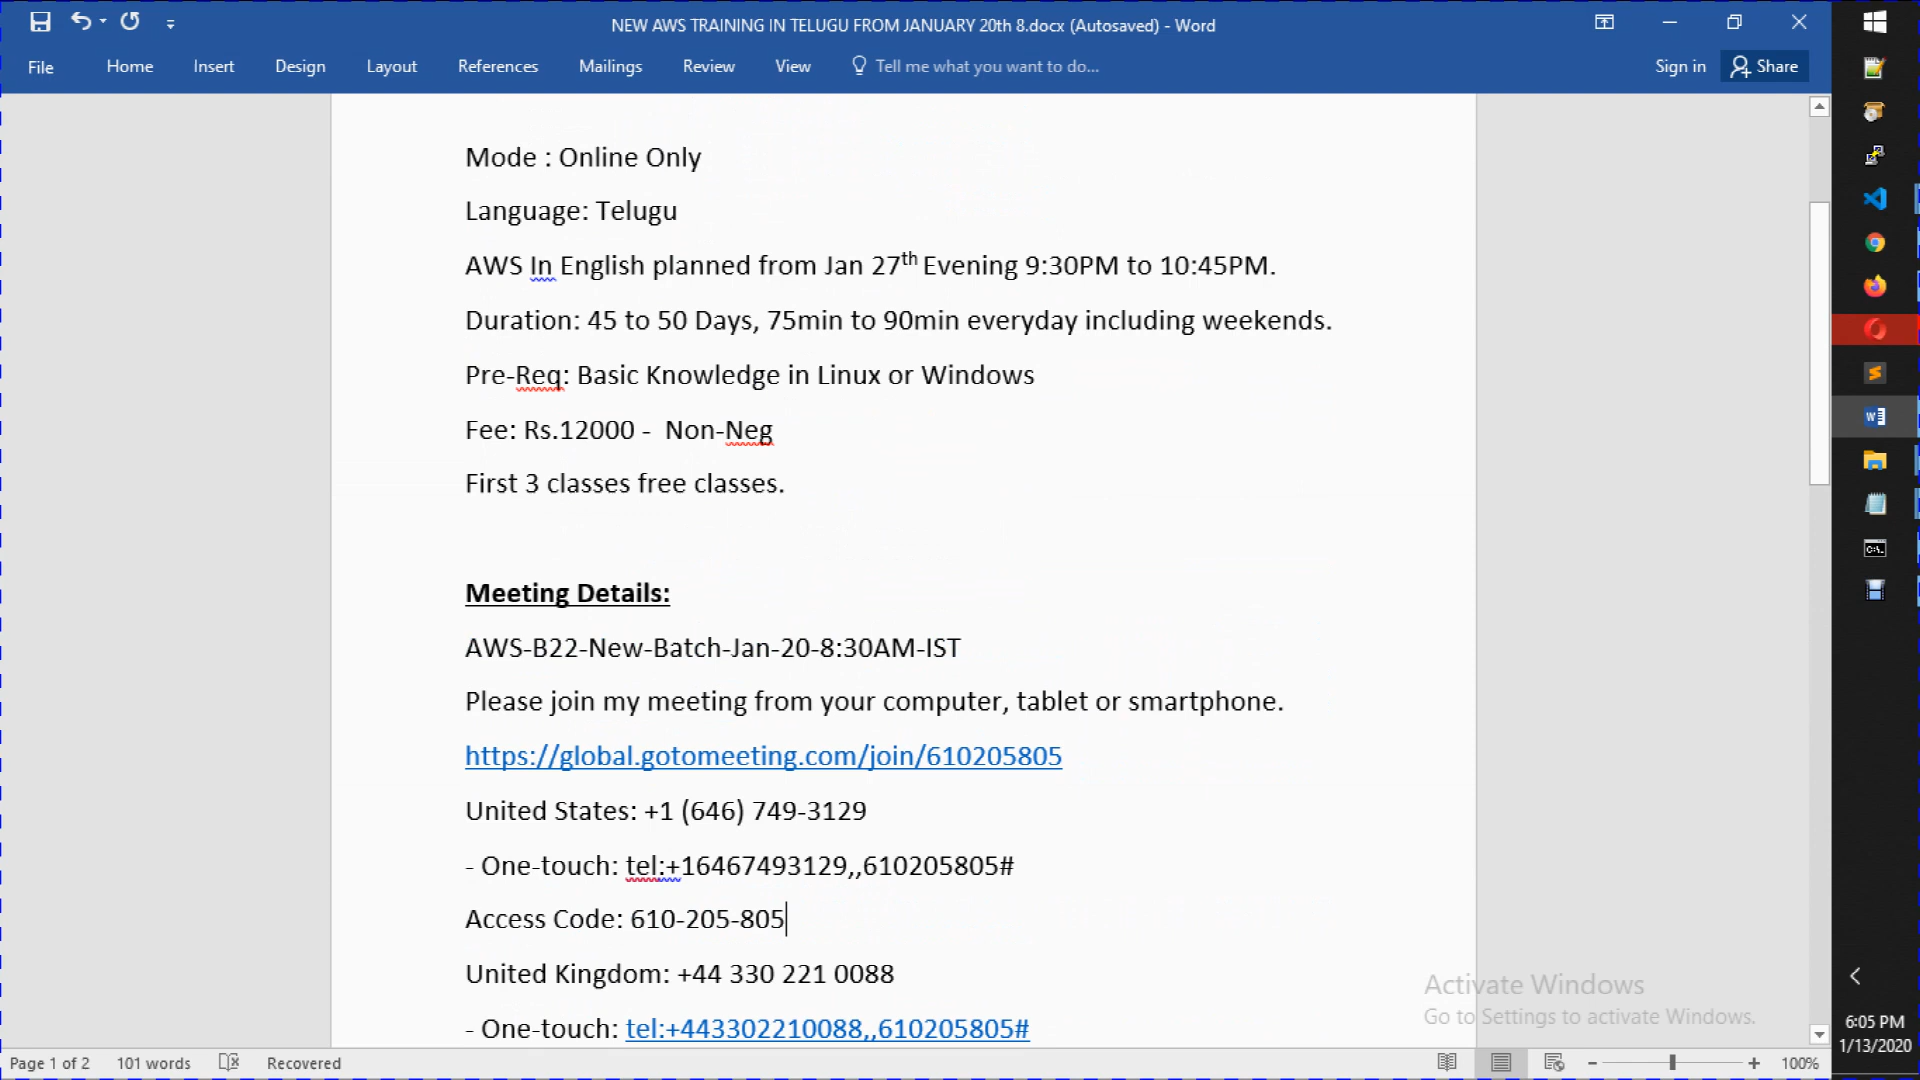 NEW AWS TRAINING IN TELUGU FROM JANUARY 20th 8.docx (Autosaved) - Word
File Home Insert Design Layout References Mailings Review View Tell me what you want to do... Sign in Share
Mode : Online Only
Language: Telugu
AWS In English planned from Jan 27th Evening 9:30PM to 10:45PM.
Duration: 45 to 50 Days, 75min to 90min everyday including weekends.
Pre-Req: Basic Knowledge in Linux or Windows
Fee: Rs.12000 -  Non-Neg
First 3 classes free classes.
Meeting Details:
AWS-B22-New-Batch-Jan-20-8:30AM-IST
Please join my meeting from your computer, tablet or smartphone.
https://global.gotomeeting.com/join/610205805
United States: +1 (646) 749-3129
- One-touch: tel:+16467493129,,610205805#
Access Code: 610-205-805
United Kingdom: +44 330 221 0088
- One-touch: tel:+443302210088,,610205805#
Activate Windows
Go to Settings to activate Windows.
6:05 PM
1/13/2020
Page 1 of 2 101 words Recovered 100%